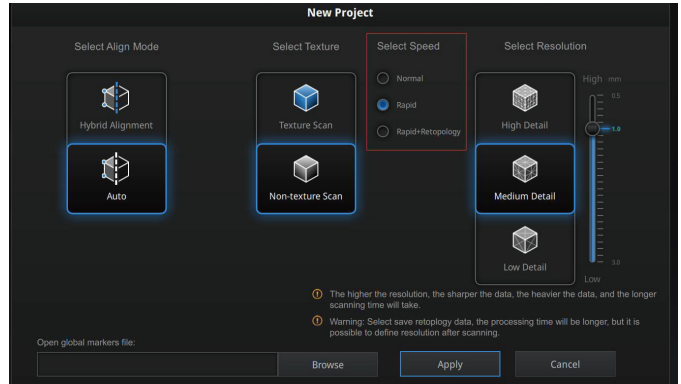 New Project
Select Align Mode
Select Texture
Select Speed
Select Resolution
Hybrid Alignment
Auto
Texture Scan
Non-texture Scan
Normal
Rapid
Rapid+Retopology
High Detail
Medium Detail
Low Detail
High mm
0.5
1.0
3.0
Low
The higher the resolution, the sharper the data, the heavier the data, and the longer
scanning time will take.
Warning: Select save retoplogy data, the processing time will be longer, but it is
possible to define resolution after scanning.
Open global markers file:
Browse
Apply
Cancel